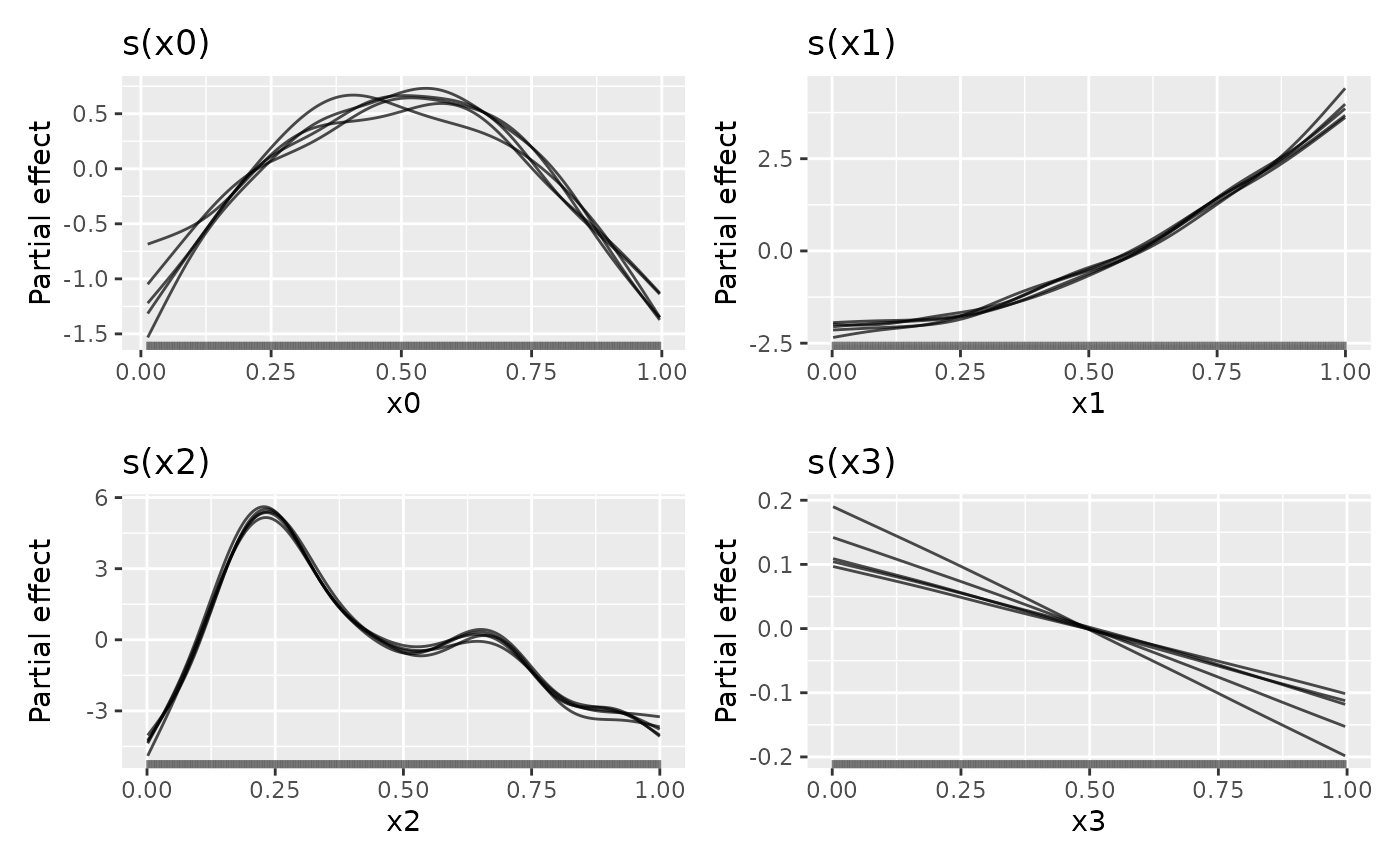 s(x0)
Partial effect
0.5
0.0
-0.5
-1.0
-1.5
0.00 0.25 0.50 0.75 1.00
x0
s(x1)
Partial effect
2.5
0.0
-2.5
0.00 0.25 0.50 0.75 1.00
x1
s(x2)
Partial effect
6
3
0
-3
0.00 0.25 0.50 0.75 1.00
x2
s(x3)
Partial effect
0.2
0.1
0.0
-0.1
-0.2
0.00 0.25 0.50 0.75 1.00
x3